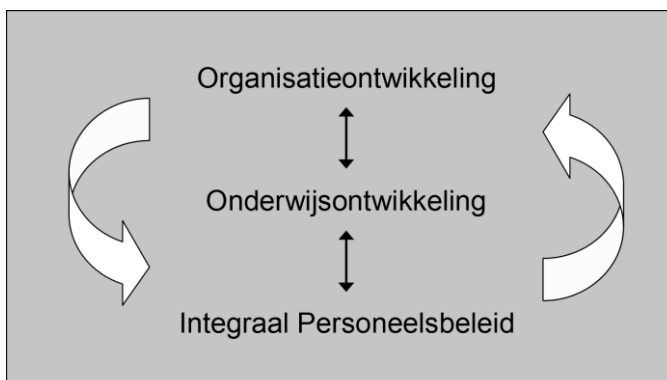 Organisatieontwikkeling
Onderwijsontwikkeling
Integraal Personeelsbeleid